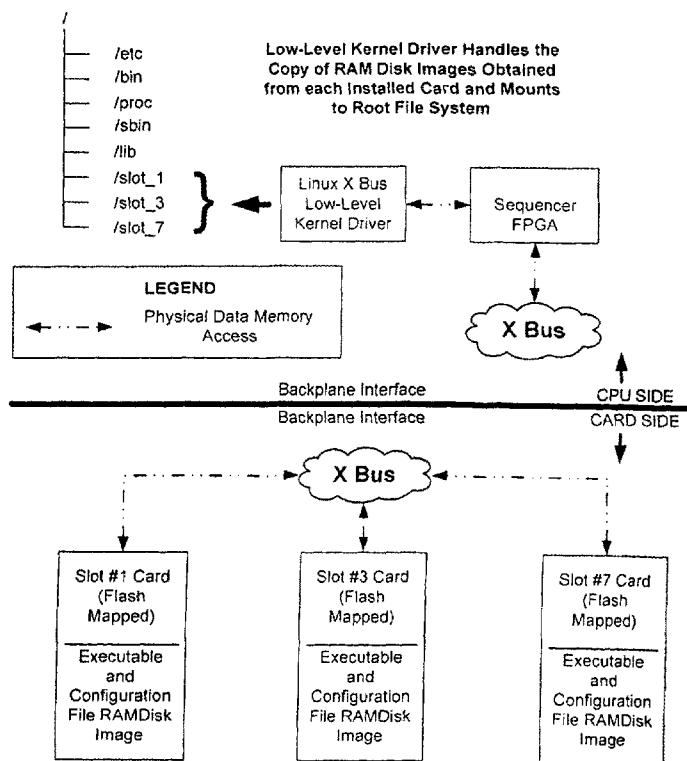 /
/etc
/bin
/proc
/sbin
/lib
/slot_1
/slot_3
/slot_7
Low-Level Kernel Driver Handles the
Copy of RAM Disk Images Obtained
from each Installed Card and Mounts
to Root File System
Linux X Bus
Low-Level
Kernel Driver
Sequencer
FPGA
LEGEND
Physical Data Memory
Access
X Bus
Backplane Interface
CPU SIDE
Backplane Interface
CARD SIDE
X Bus
Slot #1 Card
(Flash
Mapped)
Executable
and
Configuration
File RAMDisk
Image
Slot #3 Card
(Flash
Mapped)
Executable
and
Configuration
File RAMDisk
Image
Slot #7 Card
(Flash
Mapped)
Executable
and
Configuration
File RAMDisk
Image